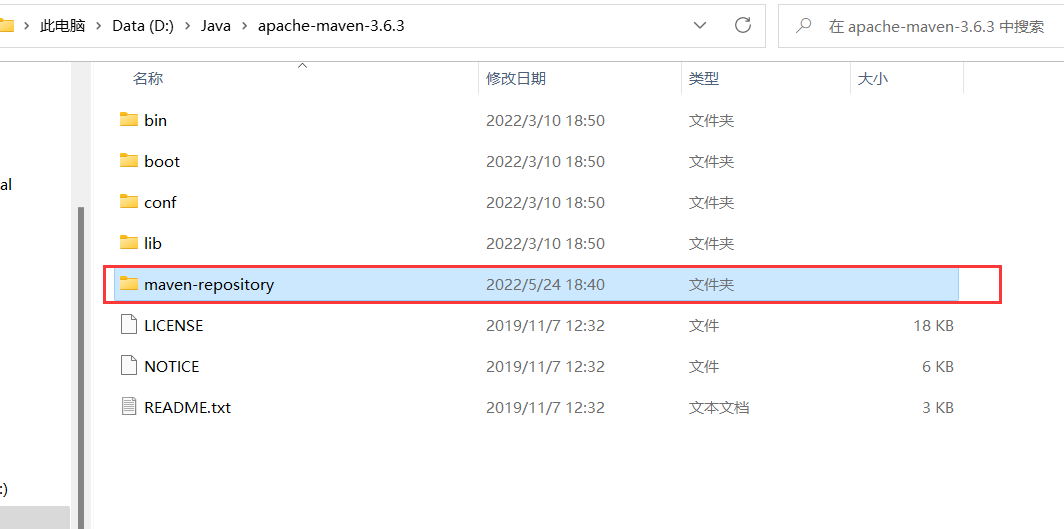 此电脑 > Data (D:) > Java > apache-maven-3.6.3
在 apache-maven-3.6.3 中搜索
名称 修改日期 类型 大小
bin 2022/3/10 18:50 文件夹
boot 2022/3/10 18:50 文件夹
al
conf 2022/3/10 18:50 文件夹
lib 2022/3/10 18:50 文件夹
maven-repository 2022/5/24 18:40 文件夹
LICENSE 2019/11/7 12:32 文件 18 KB
NOTICE 2019/11/7 12:32 文件 6 KB
README.txt 2019/11/7 12:32 文本文档 3 KB
:)